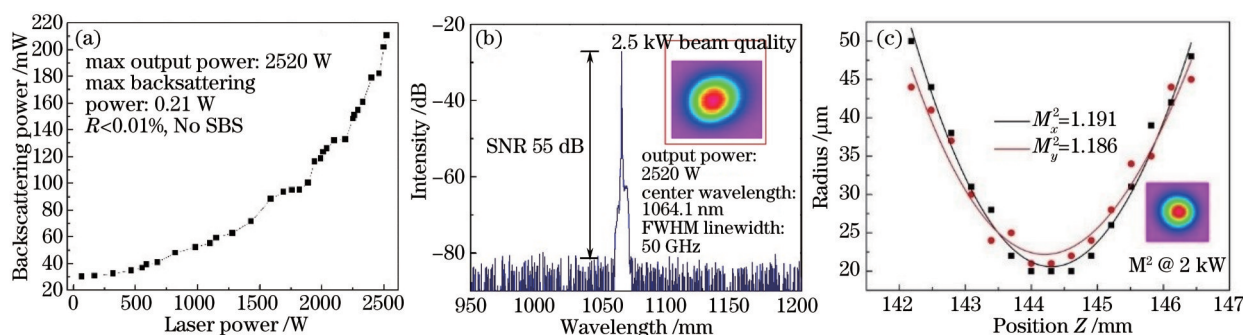 (a)
220
200
180
160
140
120
100
80
60
40
20
0
Backscattering power /mW
max output power: 2520 W
max backsattering
power: 0.21 W
R<0.01%, No SBS
0 500 1000 1500 2000 2500
Laser power /W
(b)
-20
-40
-60
-80
Intensity /dB
2.5 kW beam quality
SNR 55 dB
output power:
2520 W
center wavelength:
1064.1 nm
FWHM linewidth:
50 GHz
950 1000 1050 1100 1150 1200
Wavelength /mm
(c)
50
45
40
35
30
25
20
Radius /μm
M²x=1.191
M²y=1.186
M² @ 2 kW
142 143 144 145 146 147
Position Z /mm